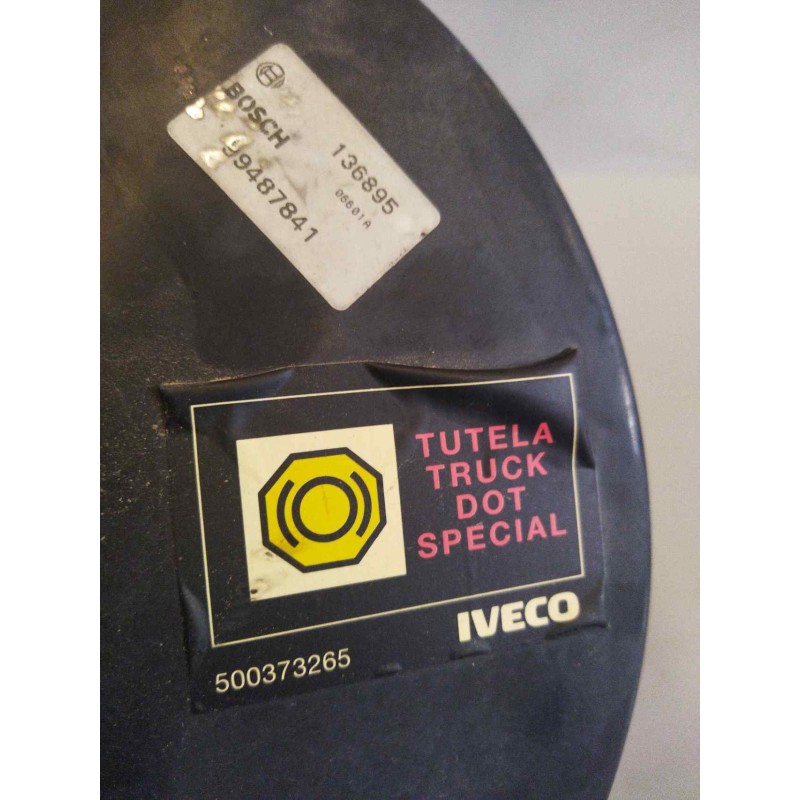 BOSCH
136895
06601A
99487841
TUTELA
TRUCK
DOT
SPECIAL
IVECO
500373265